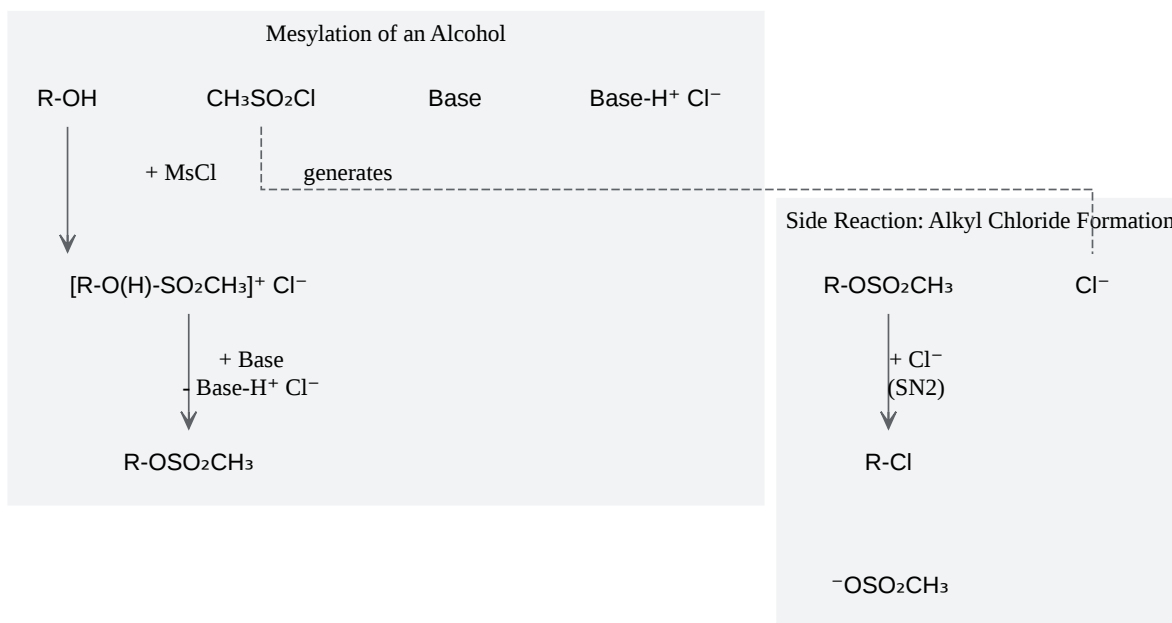 Mesylation of an Alcohol
R-OH
CH₃SO₂Cl
Base
Base-H⁺ Cl⁻
+ MsCl
generates
[R-O(H)-SO₂CH₃]⁺ Cl⁻
+ Base
- Base-H⁺ Cl⁻
R-OSO₂CH₃
Side Reaction: Alkyl Chloride Formation
R-OSO₂CH₃
Cl⁻
+ Cl⁻
(SN2)
R-Cl
⁻OSO₂CH₃